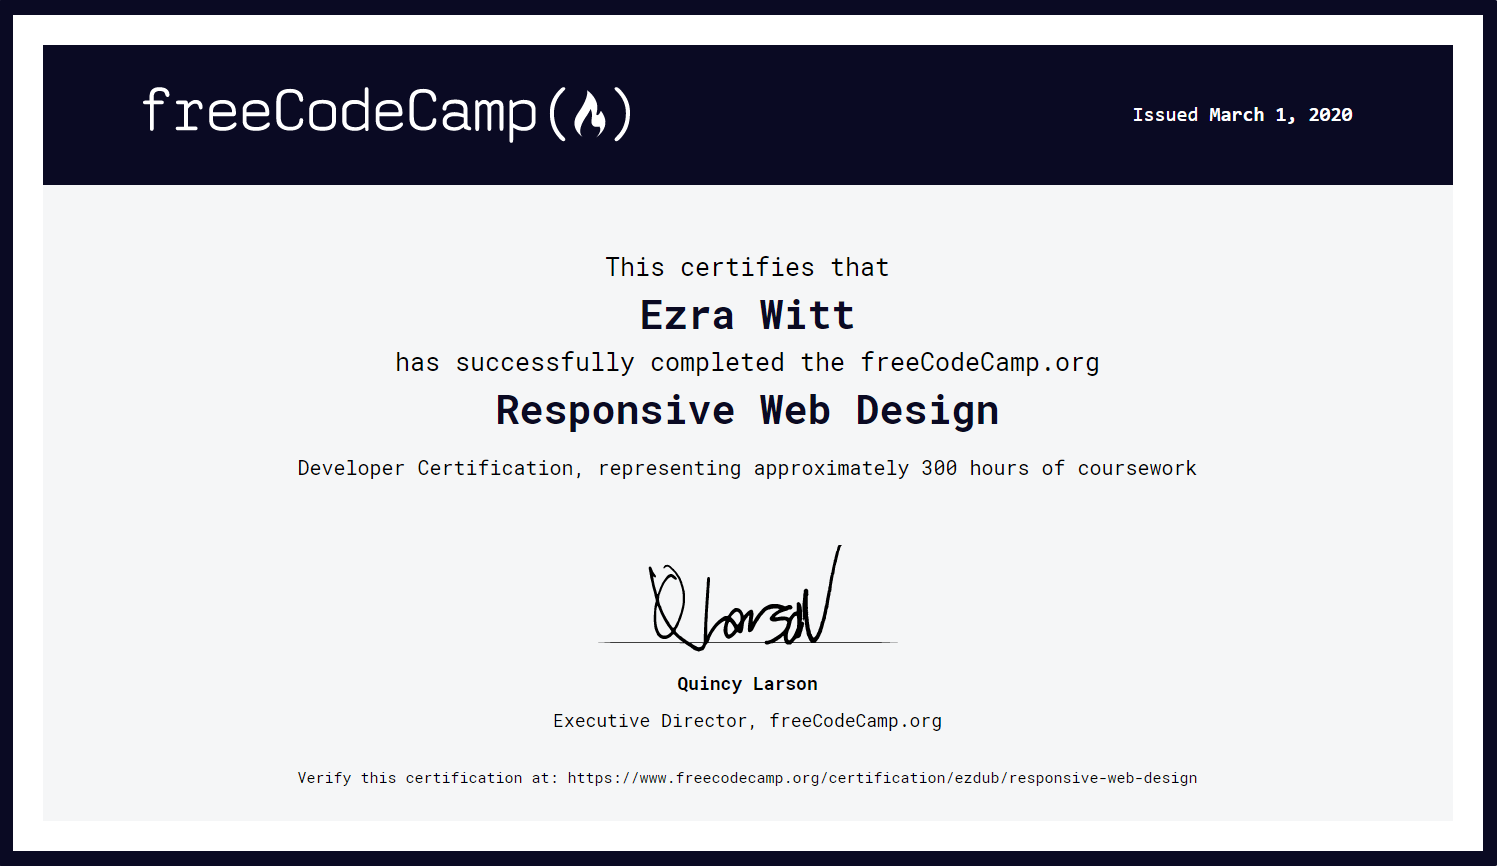 freeCodeCamp(🔥)
Issued March 1, 2020
This certifies that
Ezra Witt
has successfully completed the freeCodeCamp.org
Responsive Web Design
Developer Certification, representing approximately 300 hours of coursework
Q Larson
Quincy Larson
Executive Director, freeCodeCamp.org
Verify this certification at: https://www.freecodecamp.org/certification/ezdub/responsive-web-design